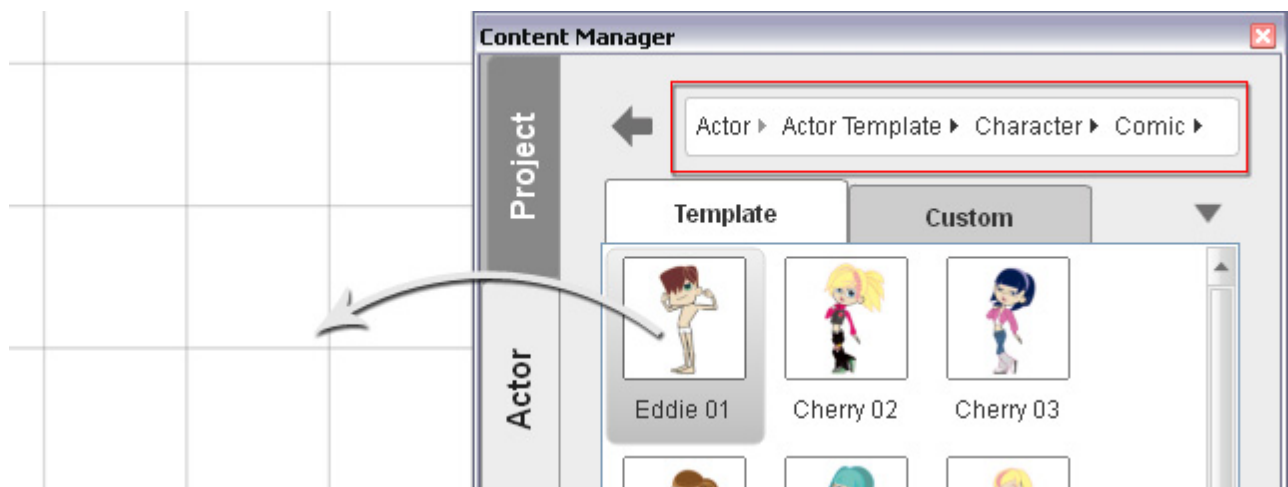 Content Manager
Project
Actor
Actor Actor Template Character Comic
Template Custom
Eddie 01 Cherry 02 Cherry 03